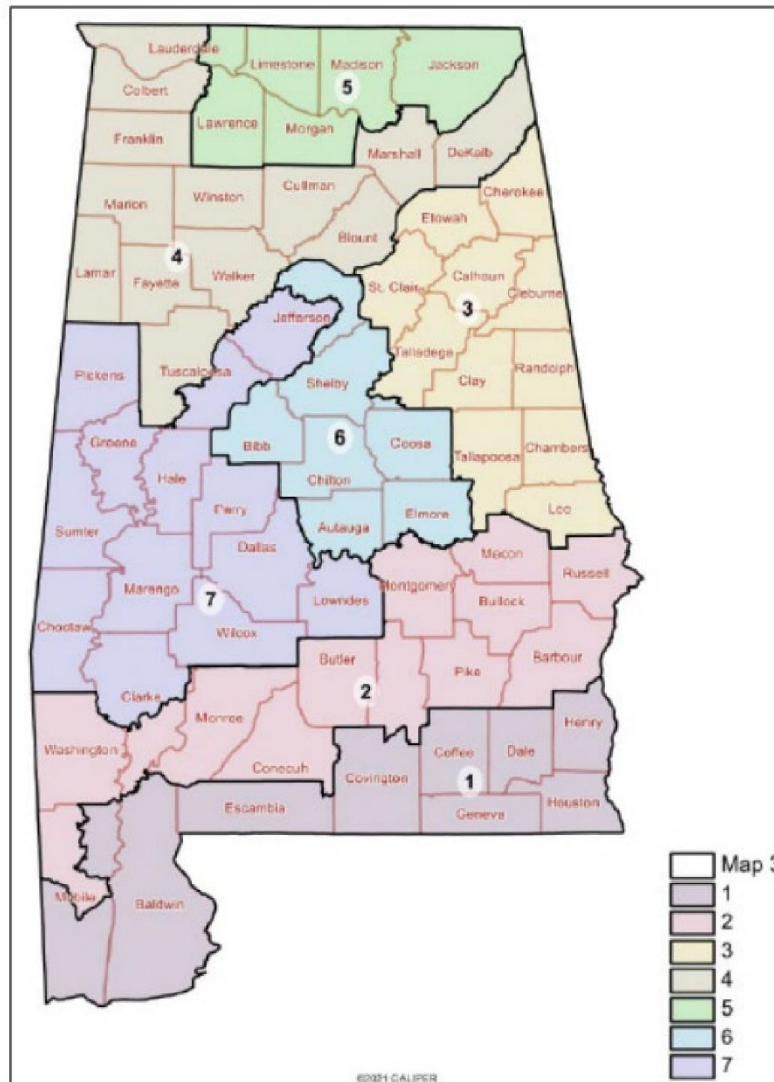 Lauderdale
Limestone
Madison
Jackson
5
Colbert
Lawrence
Morgan
Franklin
Marshall
DeKalb
Cullman
Winston
Marion
Cherokee
Etowah
Blount
4
Walker
Lamar
Fayette
St. Clair
Calhoun
Cleburne
3
Jefferson
Talladega
Tuscaloosa
Pickens
Shelby
Clay
Randolph
Greene
Bibb
6
Coosa
Hale
Chilton
Tallapoosa
Chambers
Perry
Lee
Sumter
Autauga
Elmore
Dallas
Macon
Marengo
Montgomery
Russell
7
Lowndes
Bullock
Choctaw
Wilcox
Butler
Pike
Barbour
2
Clarke
Monroe
Washington
Henry
Coffee
Dale
Conecuh
Covington
1
Escambia
Geneva
Houston
Mobile
Baldwin
Map 3
1
2
3
4
5
6
7
©2021 CALIPER